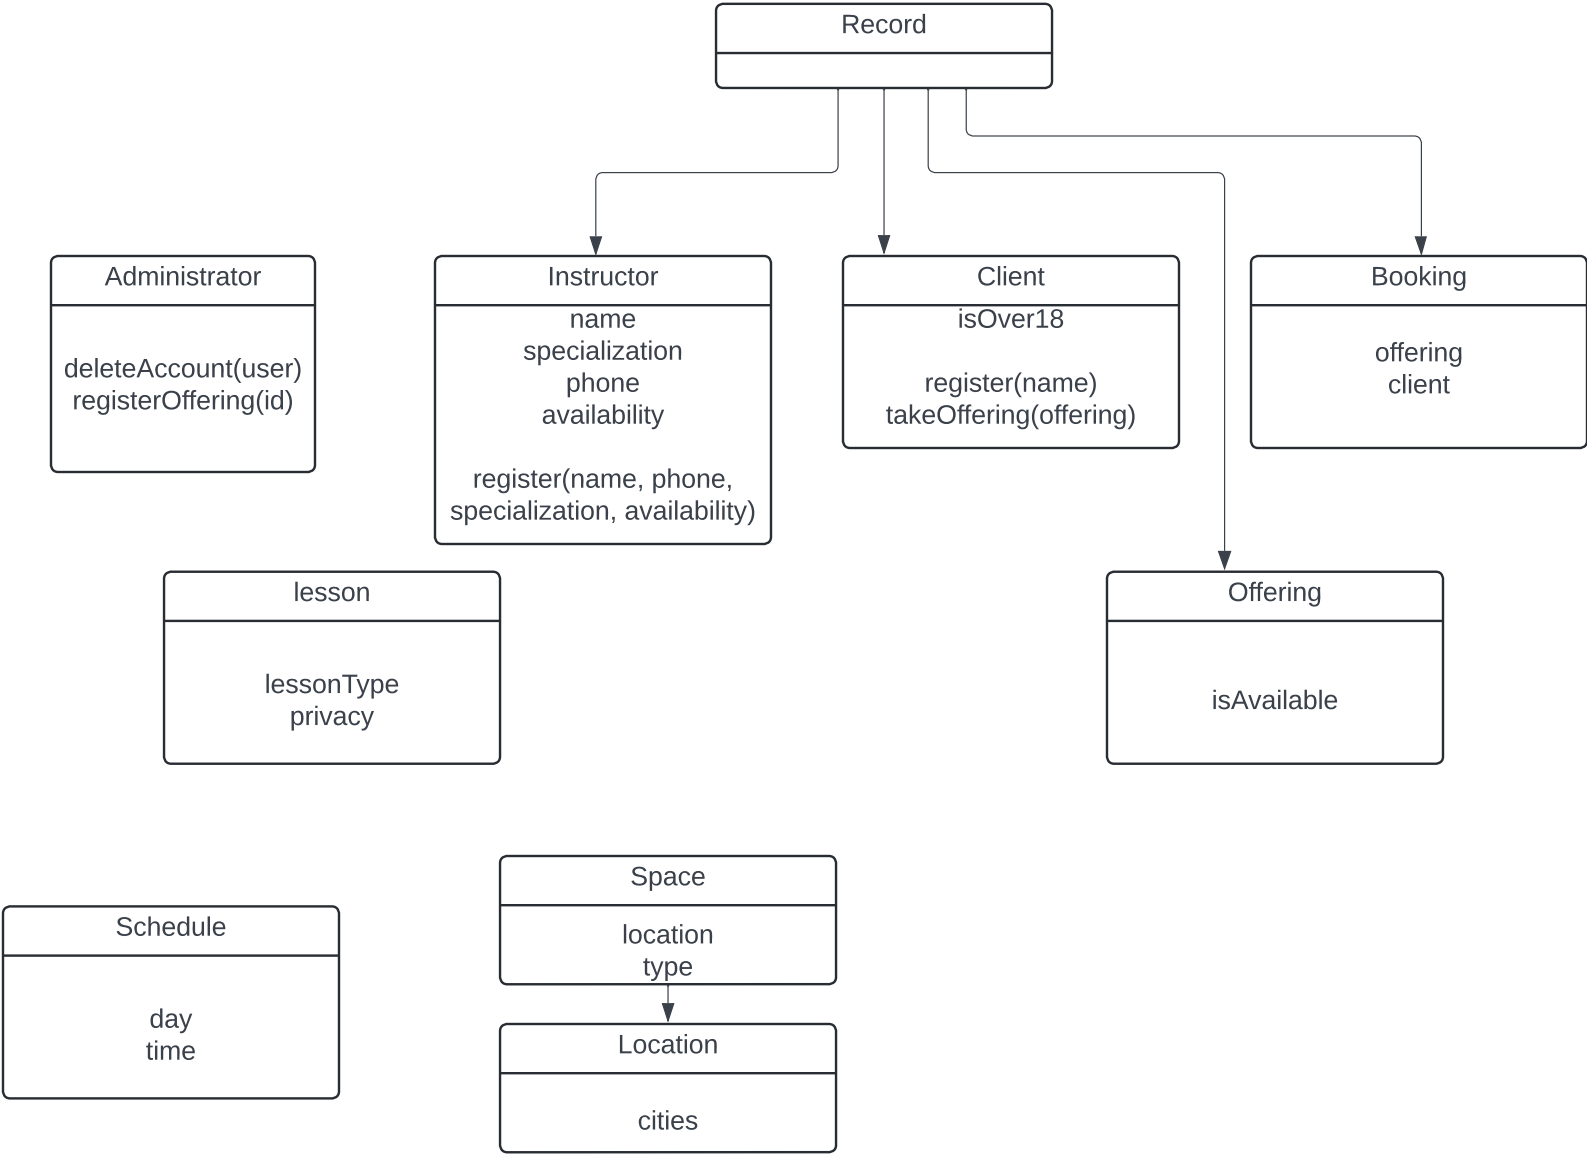 Record
Administrator
deleteAccount(user)
registerOffering(id)
Instructor
name
specialization
phone
availability
register(name, phone,
specialization, availability)
Client
isOver18
register(name)
takeOffering(offering)
Booking
offering
client
lesson
lessonType
privacy
Offering
isAvailable
Space
location
type
Schedule
day
time
Location
cities